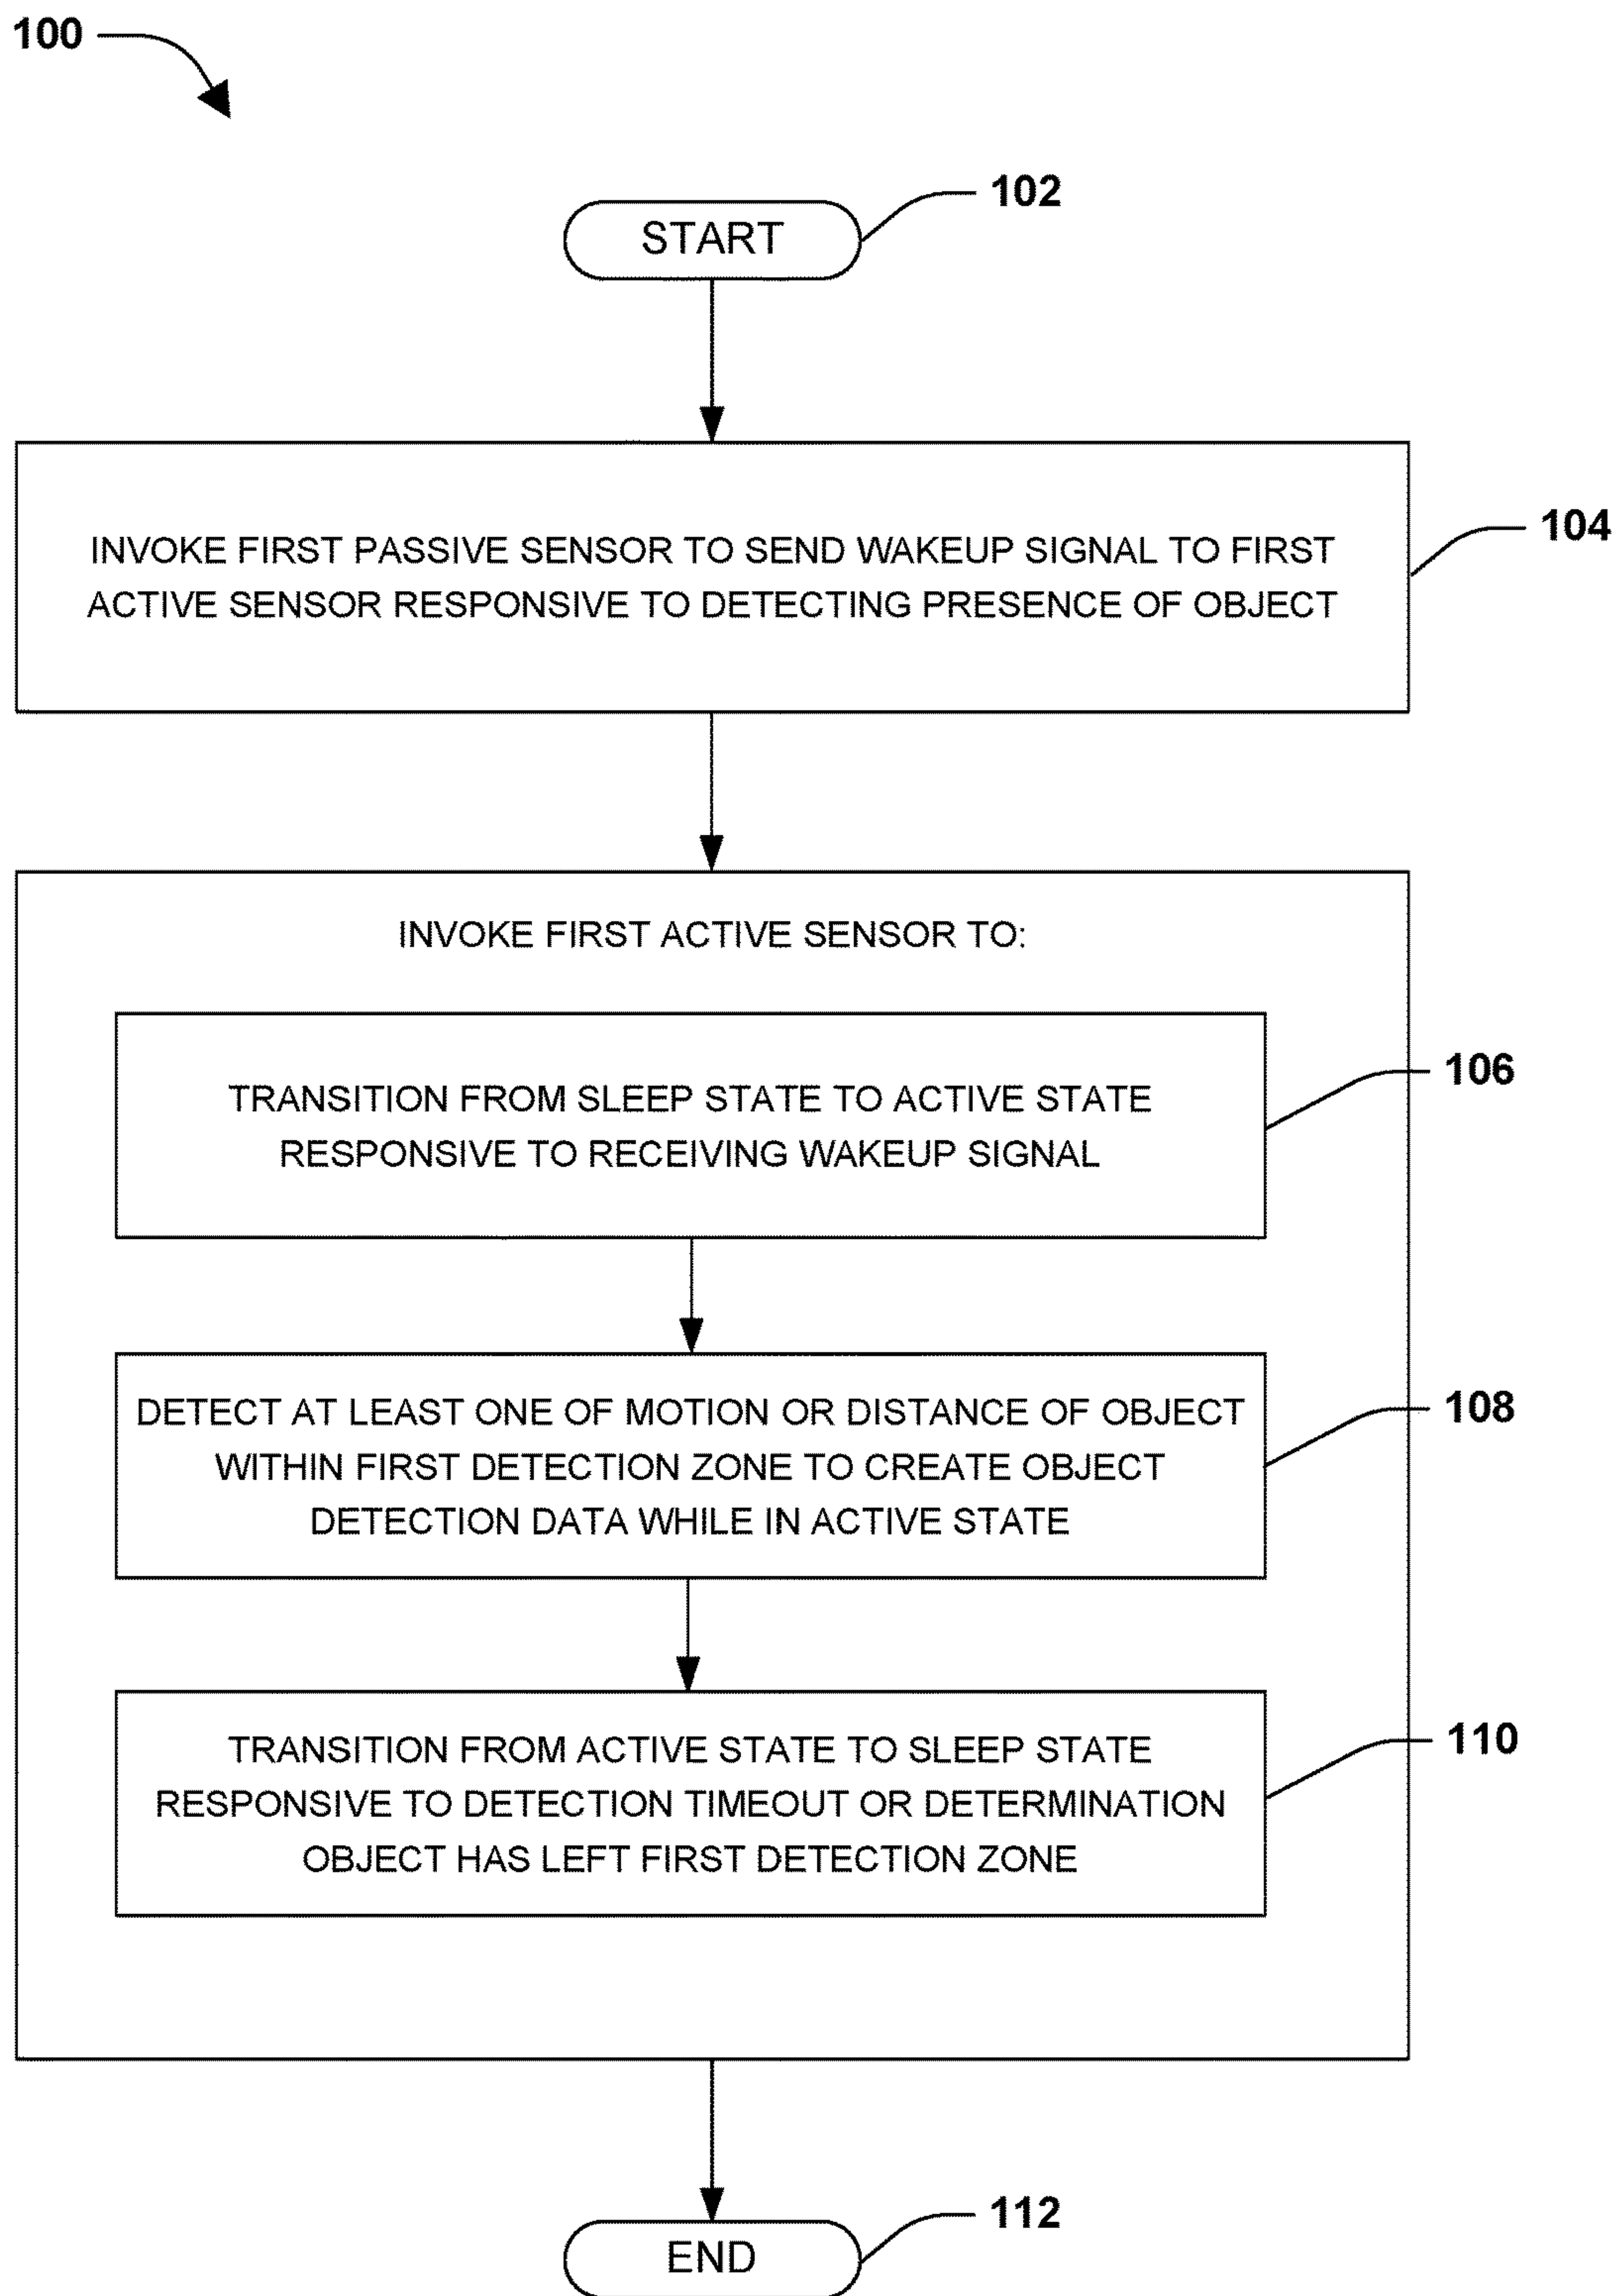 100
102
START
104
INVOKE FIRST PASSIVE SENSOR TO SEND WAKEUP SIGNAL TO FIRST
ACTIVE SENSOR RESPONSIVE TO DETECTING PRESENCE OF OBJECT
INVOKE FIRST ACTIVE SENSOR TO:
106
TRANSITION FROM SLEEP STATE TO ACTIVE STATE
RESPONSIVE TO RECEIVING WAKEUP SIGNAL
108
DETECT AT LEAST ONE OF MOTION OR DISTANCE OF OBJECT
WITHIN FIRST DETECTION ZONE TO CREATE OBJECT
DETECTION DATA WHILE IN ACTIVE STATE
110
TRANSITION FROM ACTIVE STATE TO SLEEP STATE
RESPONSIVE TO DETECTION TIMEOUT OR DETERMINATION
OBJECT HAS LEFT FIRST DETECTION ZONE
112
END